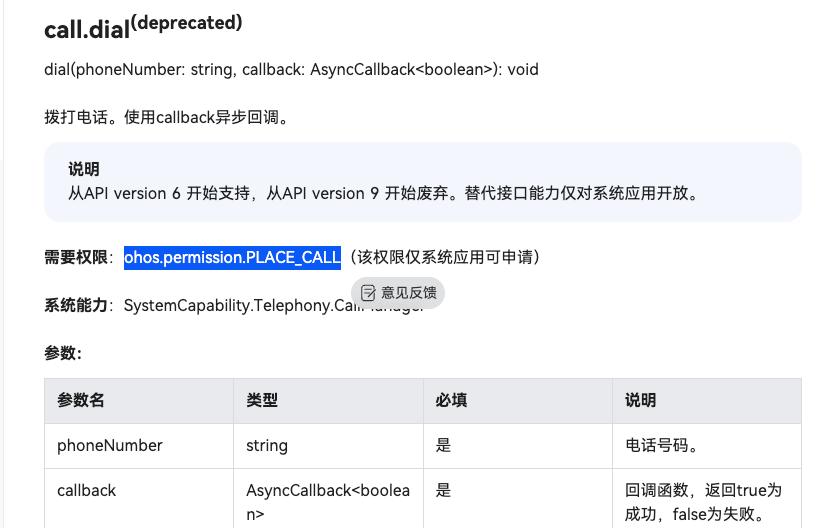 call.dial(deprecated)
dial(phoneNumber: string, callback: AsyncCallback<boolean>): void
拨打电话。使用callback异步回调。
说明
从API version 6 开始支持，从API version 9 开始废弃。替代接口能力仅对系统应用开放。
需要权限：ohos.permission.PLACE_CALL（该权限仅系统应用可申请）
意见反馈
系统能力：SystemCapability.Telephony.CallManager
参数：
参数名 类型 必填 说明
phoneNumber string 是 电话号码。
callback AsyncCallback<boolea 是 回调函数，返回true为
n> 成功，false为失败。